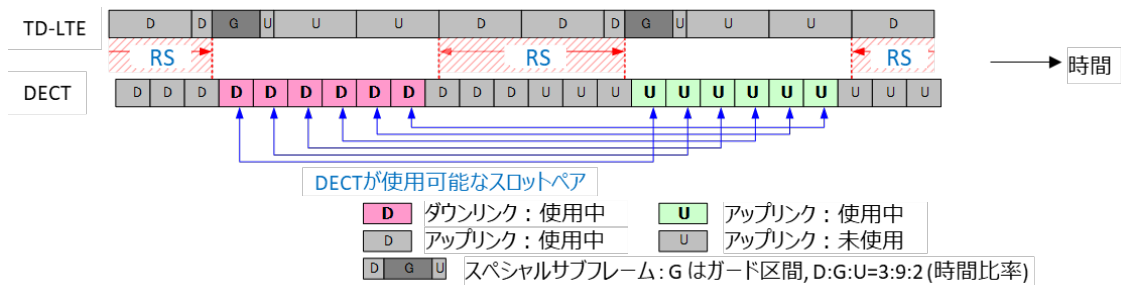 TD-LTE D D G U U U D D D G U U U D
RS RS RS
時間
DECT D D D D D D D D D D D D U U U U U U U U U U U U
DECTが使用可能なスロットペア
D ダウンリンク：使用中 U アップリンク：使用中
D アップリンク：使用中 U アップリンク：未使用
D G U スペシャルサブフレーム：G はガード区間, D:G:U=3:9:2 (時間比率)